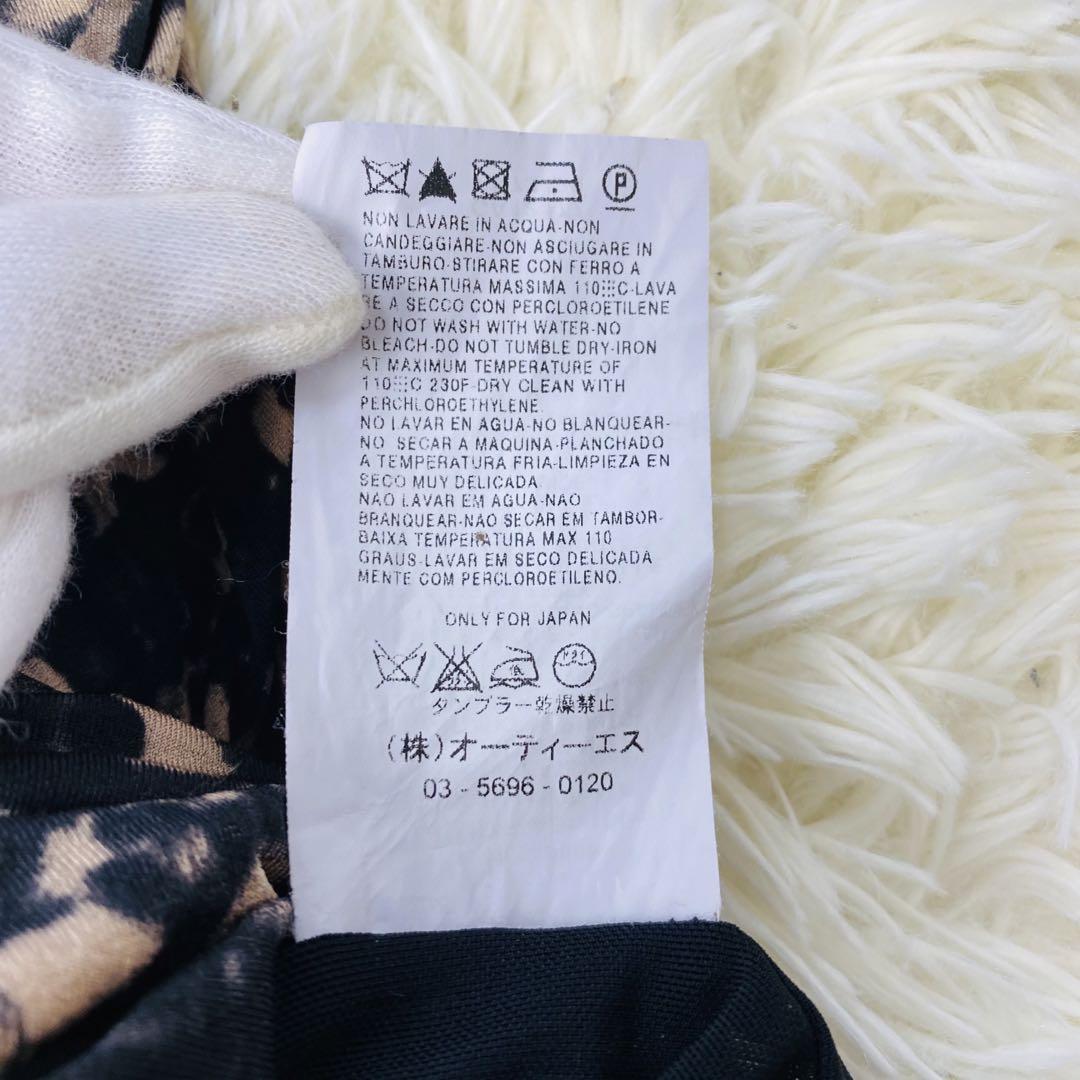 P
NON LAVARE IN ACQUA-NON
CANDEGGIARE-NON ASCIUGARE IN
TAMBURO-STIRARE CON FERRO A
TEMPERATURA MASSIMA 110 C-LAVA
RE A SECCO CON PERCLOROETILENE
DO NOT WASH WITH WATER-NO
BLEACH-DO NOT TUMBLE DRY-IRON
AT MAXIMUM TEMPERATURE OF
110 C 230F-DRY CLEAN WITH
PERCHLOROETHYLENE.
NO LAVAR EN AGUA-NO BLANQUEAR-
NO SECAR A MAQUINA-PLANCHADO
A TEMPERATURA FRIA-LIMPIEZA EN
SECO MUY DELICADA.
NAO LAVAR EM AGUA-NAO
BRANQUEAR-NAO SECAR EM TAMBOR-
BAIXA TEMPERATURA MAX 110
GRAUS-LAVAR EM SECO DELICADA
MENTE COM PERCLOROETILENO.
ONLY FOR JAPAN
タンブラー乾燥禁止
(株)オーティーエス
03-5696-0120